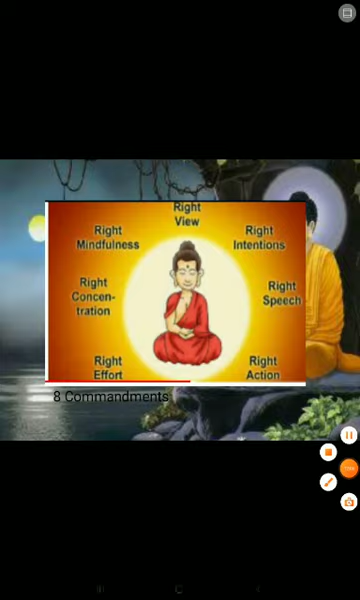 Right
View
Right
Mindfulness
Right
Intentions
Right
Concen-
tration
Right
Speech
Right
Effort
Right
Action
8 Commandments